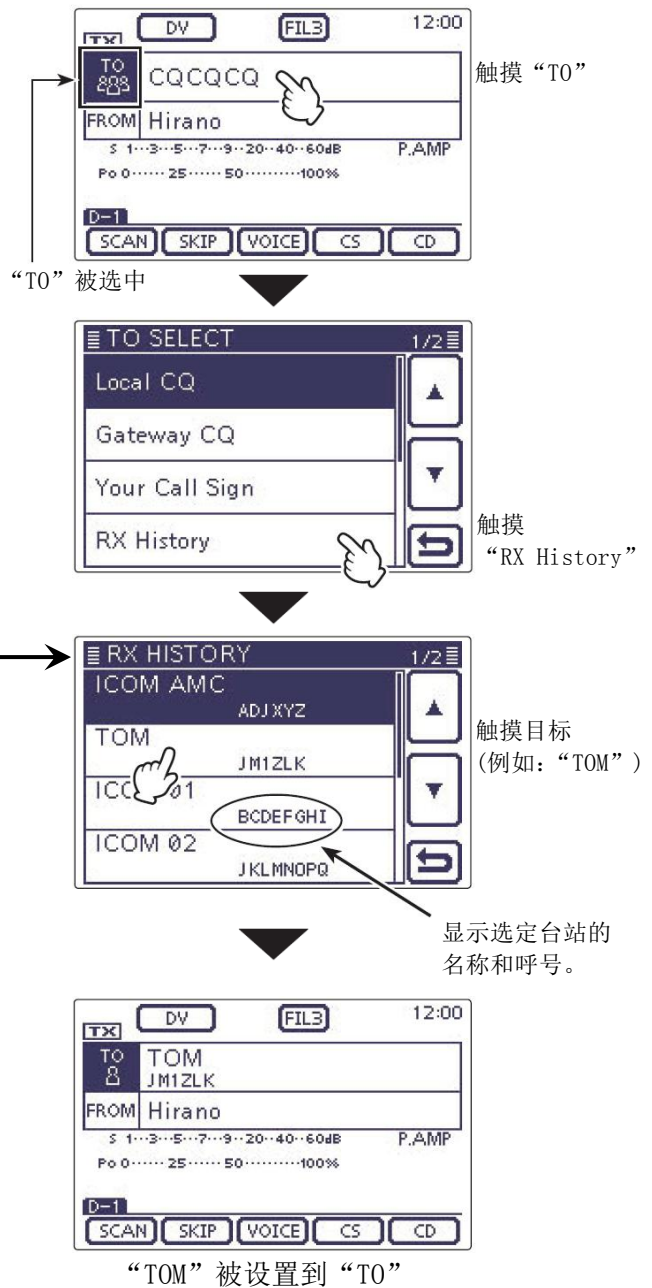 DV FIL3 12:00
TX
TO CQCQCQ
触摸“TO”
FROM Hirano
S 1··3··5··7··9··20··40··60dB P.AMP
Po 0······25······50··········100%
D-1
SCAN SKIP VOICE CS CD
“TO”被选中
TO SELECT 1/2
Local CQ
Gateway CQ
Your Call Sign
RX History
触摸
“RX History”
RX HISTORY 1/2
ICOM AMC
ADJXYZ
TOM
JM1ZLK
触摸目标
(例如：“TOM”)
01
BCDEFGHI
ICOM 02
JKLMNOPQ
显示选定台站的
名称和呼号。
DV FIL3 12:00
TX
TO TOM
JM1ZLK
FROM Hirano
S 1··3··5··7··9··20··40··60dB P.AMP
Po 0······25······50··········100%
D-1
SCAN SKIP VOICE CS CD
“TOM”被设置到“TO”